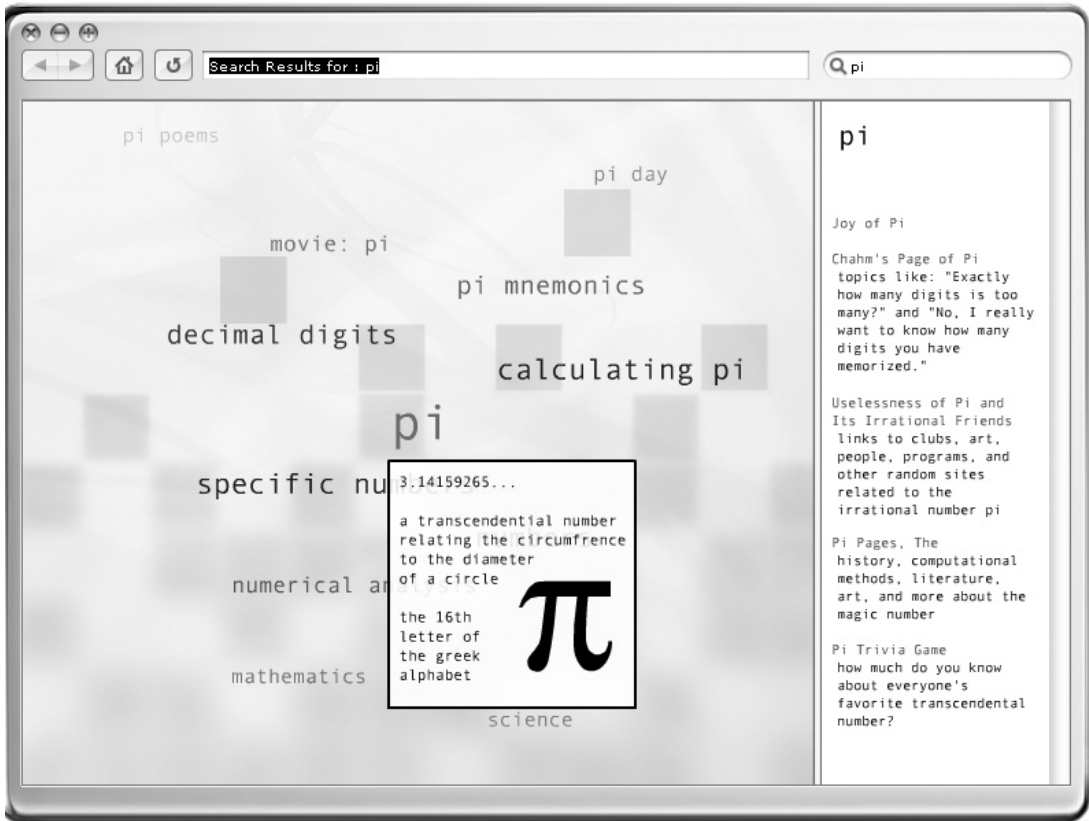 Search Results for : pi
pi
pi poems
pi day
movie: pi
pi mnemonics
decimal digits
calculating pi
pi
specific numbers
3.14159265...
a transcendential number
relating the circumfrence
to the diameter
of a circle
the 16th
letter of
the greek
alphabet
π
numerical analysis
mathematics
science
pi
Joy of Pi
Chahm's Page of Pi
topics like: "Exactly
how many digits is too
many?" and "No, I really
want to know how many
digits you have
memorized."
Uselessness of Pi and
Its Irrational Friends
links to clubs, art,
people, programs, and
other random sites
related to the
irrational number pi
Pi Pages, The
history, computational
methods, literature,
art, and more about the
magic number
Pi Trivia Game
how much do you know
about everyone's
favorite transcendental
number?